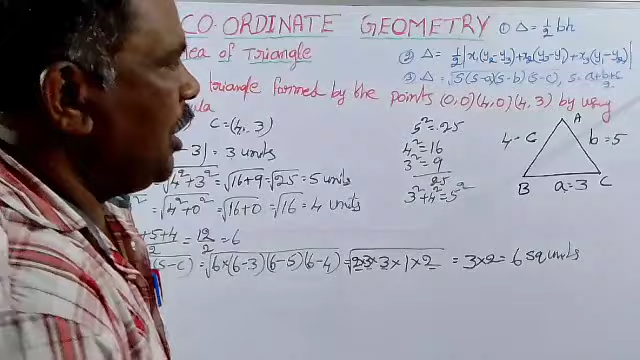 CO-ORDINATE GEOMETRY
① Δ = 1/2 bh
ea of Triangle
② Δ = 1/2 |x₁(y₂-y₃)+x₂(y₃-y₁)+x₃(y₁-y₂)|
③ Δ = √S(S-a)(S-b)(S-c), S = a+b+c/2
triangle formed by the points (0,0)(4,0)(4,3) by using
ula
C=(4,3)
-3| = 3 units
= √4²+3² = √16+9 = √25 = 5 units
= √4²+0² = √16+0 = √16 = 4 units
+5+4/2 = 12/2 = 6
(S-C) = √6×(6-3)(6-5)(6-4) = √2×3×3×1×2 = 3×2 = 6 sq units
5²=25
4²=16
3²=9
25
3²+4²=5²
A
4=C
b=5
B
a=3
C